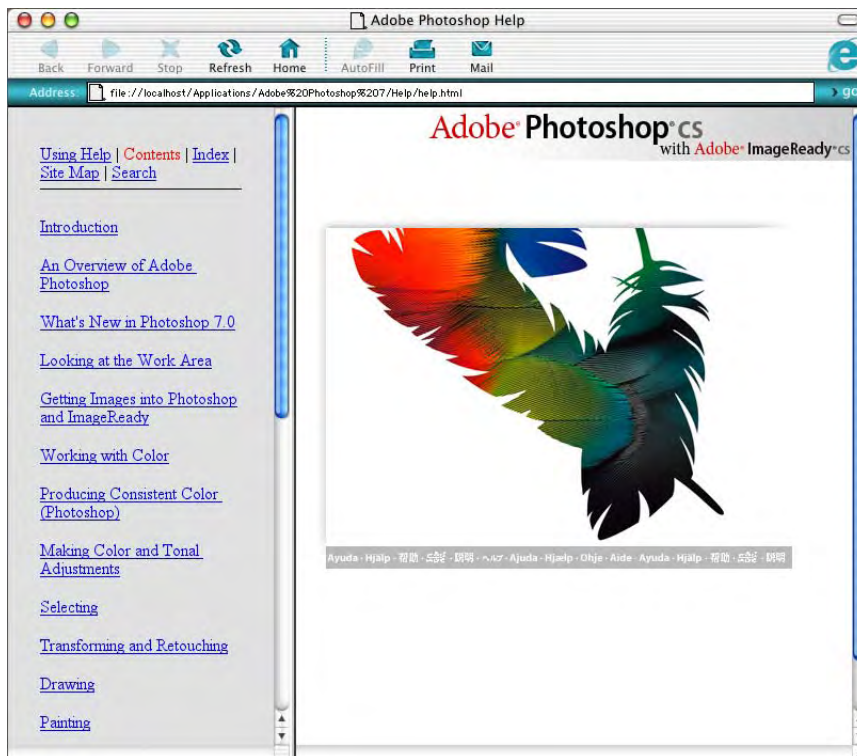 Adobe Photoshop Help
Back Forward Stop Refresh Home AutoFill Print Mail
Address: file://localhost/Applications/Adobe%20Photoshop%207/Help/help.html go
Using Help | Contents | Index |
Site Map | Search
Introduction
An Overview of Adobe
Photoshop
What's New in Photoshop 7.0
Looking at the Work Area
Getting Images into Photoshop
and ImageReady
Working with Color
Producing Consistent Color
(Photoshop)
Making Color and Tonal
Adjustments
Selecting
Transforming and Retouching
Drawing
Painting
Adobe® Photoshop® cs
with Adobe® ImageReady® cs
Ayuda · Hjälp · 帮助 · 도움말 · 説明 · ヘルプ · Ajuda · Hjælp · Ohje · Aide · Ayuda · Hjälp · 帮助 · 도움말 · 説明